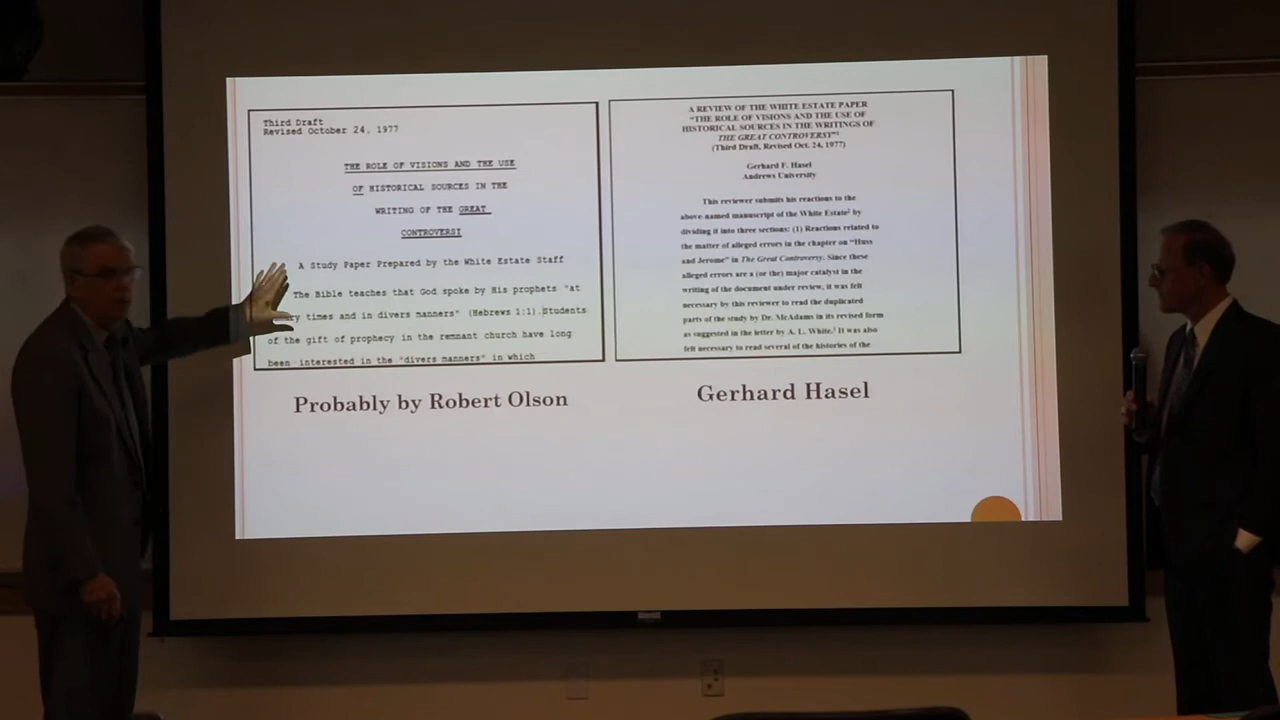 Third Draft
Revised October 24, 1977
THE ROLE OF VISIONS AND THE USE
OF HISTORICAL SOURCES IN THE
WRITING OF THE GREAT
CONTROVERSY
A Study Paper Prepared by the White Estate Staff
The Bible teaches that God spoke by His prophets "at
times and in divers manners" (Hebrews 1:1). Students
of the gift of prophecy in the remnant church have long
been interested in the "divers manners" in which
Probably by Robert Olson
A REVIEW OF THE WHITE ESTATE PAPER
"THE ROLE OF VISIONS AND THE USE OF
HISTORICAL SOURCES IN THE WRITINGS OF
THE GREAT CONTROVERSY"1
(Third Draft, Revised Oct. 24, 1977)
Gerhard F. Hasel
Andrews University
This reviewer submits his reactions to the
above-named manuscript of the White Estate2 by
dividing it into three sections: (1) Reactions related to
the matter of alleged errors in the chapter on "Huss
and Jerome" in The Great Controversy. Since these
alleged errors are a (or the) major catalyst in the
writing of the document under review, it was felt
necessary by this reviewer to read the duplicated
parts of the study by Dr. McAdams in its revised form
as suggested in the letter by A. L. White.3 It was also
felt necessary to read several of the histories of the
Gerhard Hasel